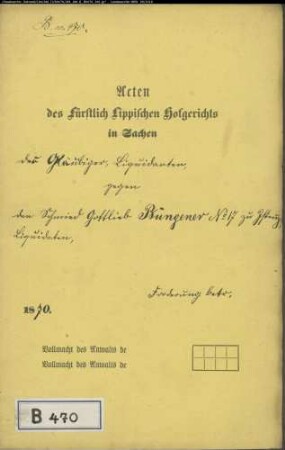 Acten
des Fürstlich Lippischen Hofgerichts
in Sachen
der Gläubiger, Liquidanten,
gegen
den Schmied Gottlieb Küngener No 17 zu
Liquidaten,
Forderung betr.
1870.
Vollmacht des Anwalts de
Vollmacht des Anwalts de
B 470